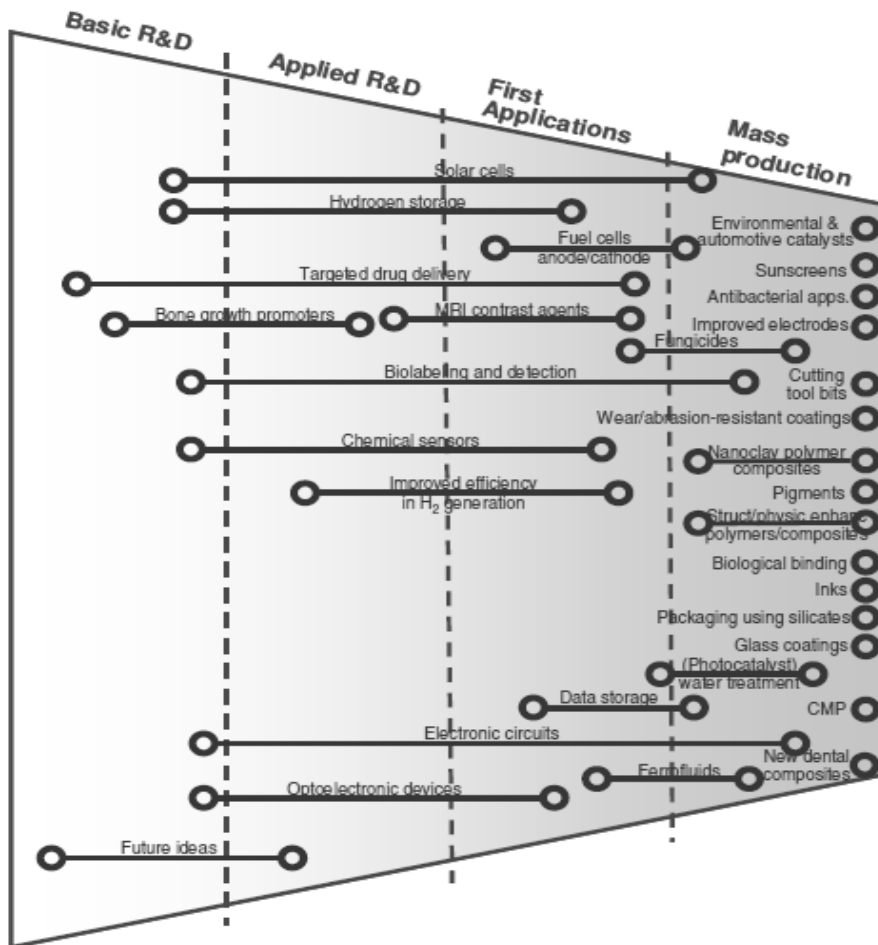 Basic R&D
Applied R&D
First
Applications
Mass
production
Solar cells
Hydrogen storage
Environmental &
automotive catalysts
Fuel cells
anode/cathode
Sunscreens
Targeted drug delivery
Antibacterial apps.
Bone growth promoters
MRI contrast agents
Improved electrodes
Fungicides
Biolabeling and detection
Cutting
tool bits
Wear/abrasion-resistant coatings
Chemical sensors
Nanoclay polymer
composites
Improved efficiency
in H₂ generation
Pigments
Struct/physic enhanc
polymers/composites
Biological binding
Inks
Packaging using silicates
Glass coatings
(Photocatalyst)
water treatment
Data storage
CMP
Electronic circuits
New dental
composites
Ferrofluids
Optoelectronic devices
Future ideas